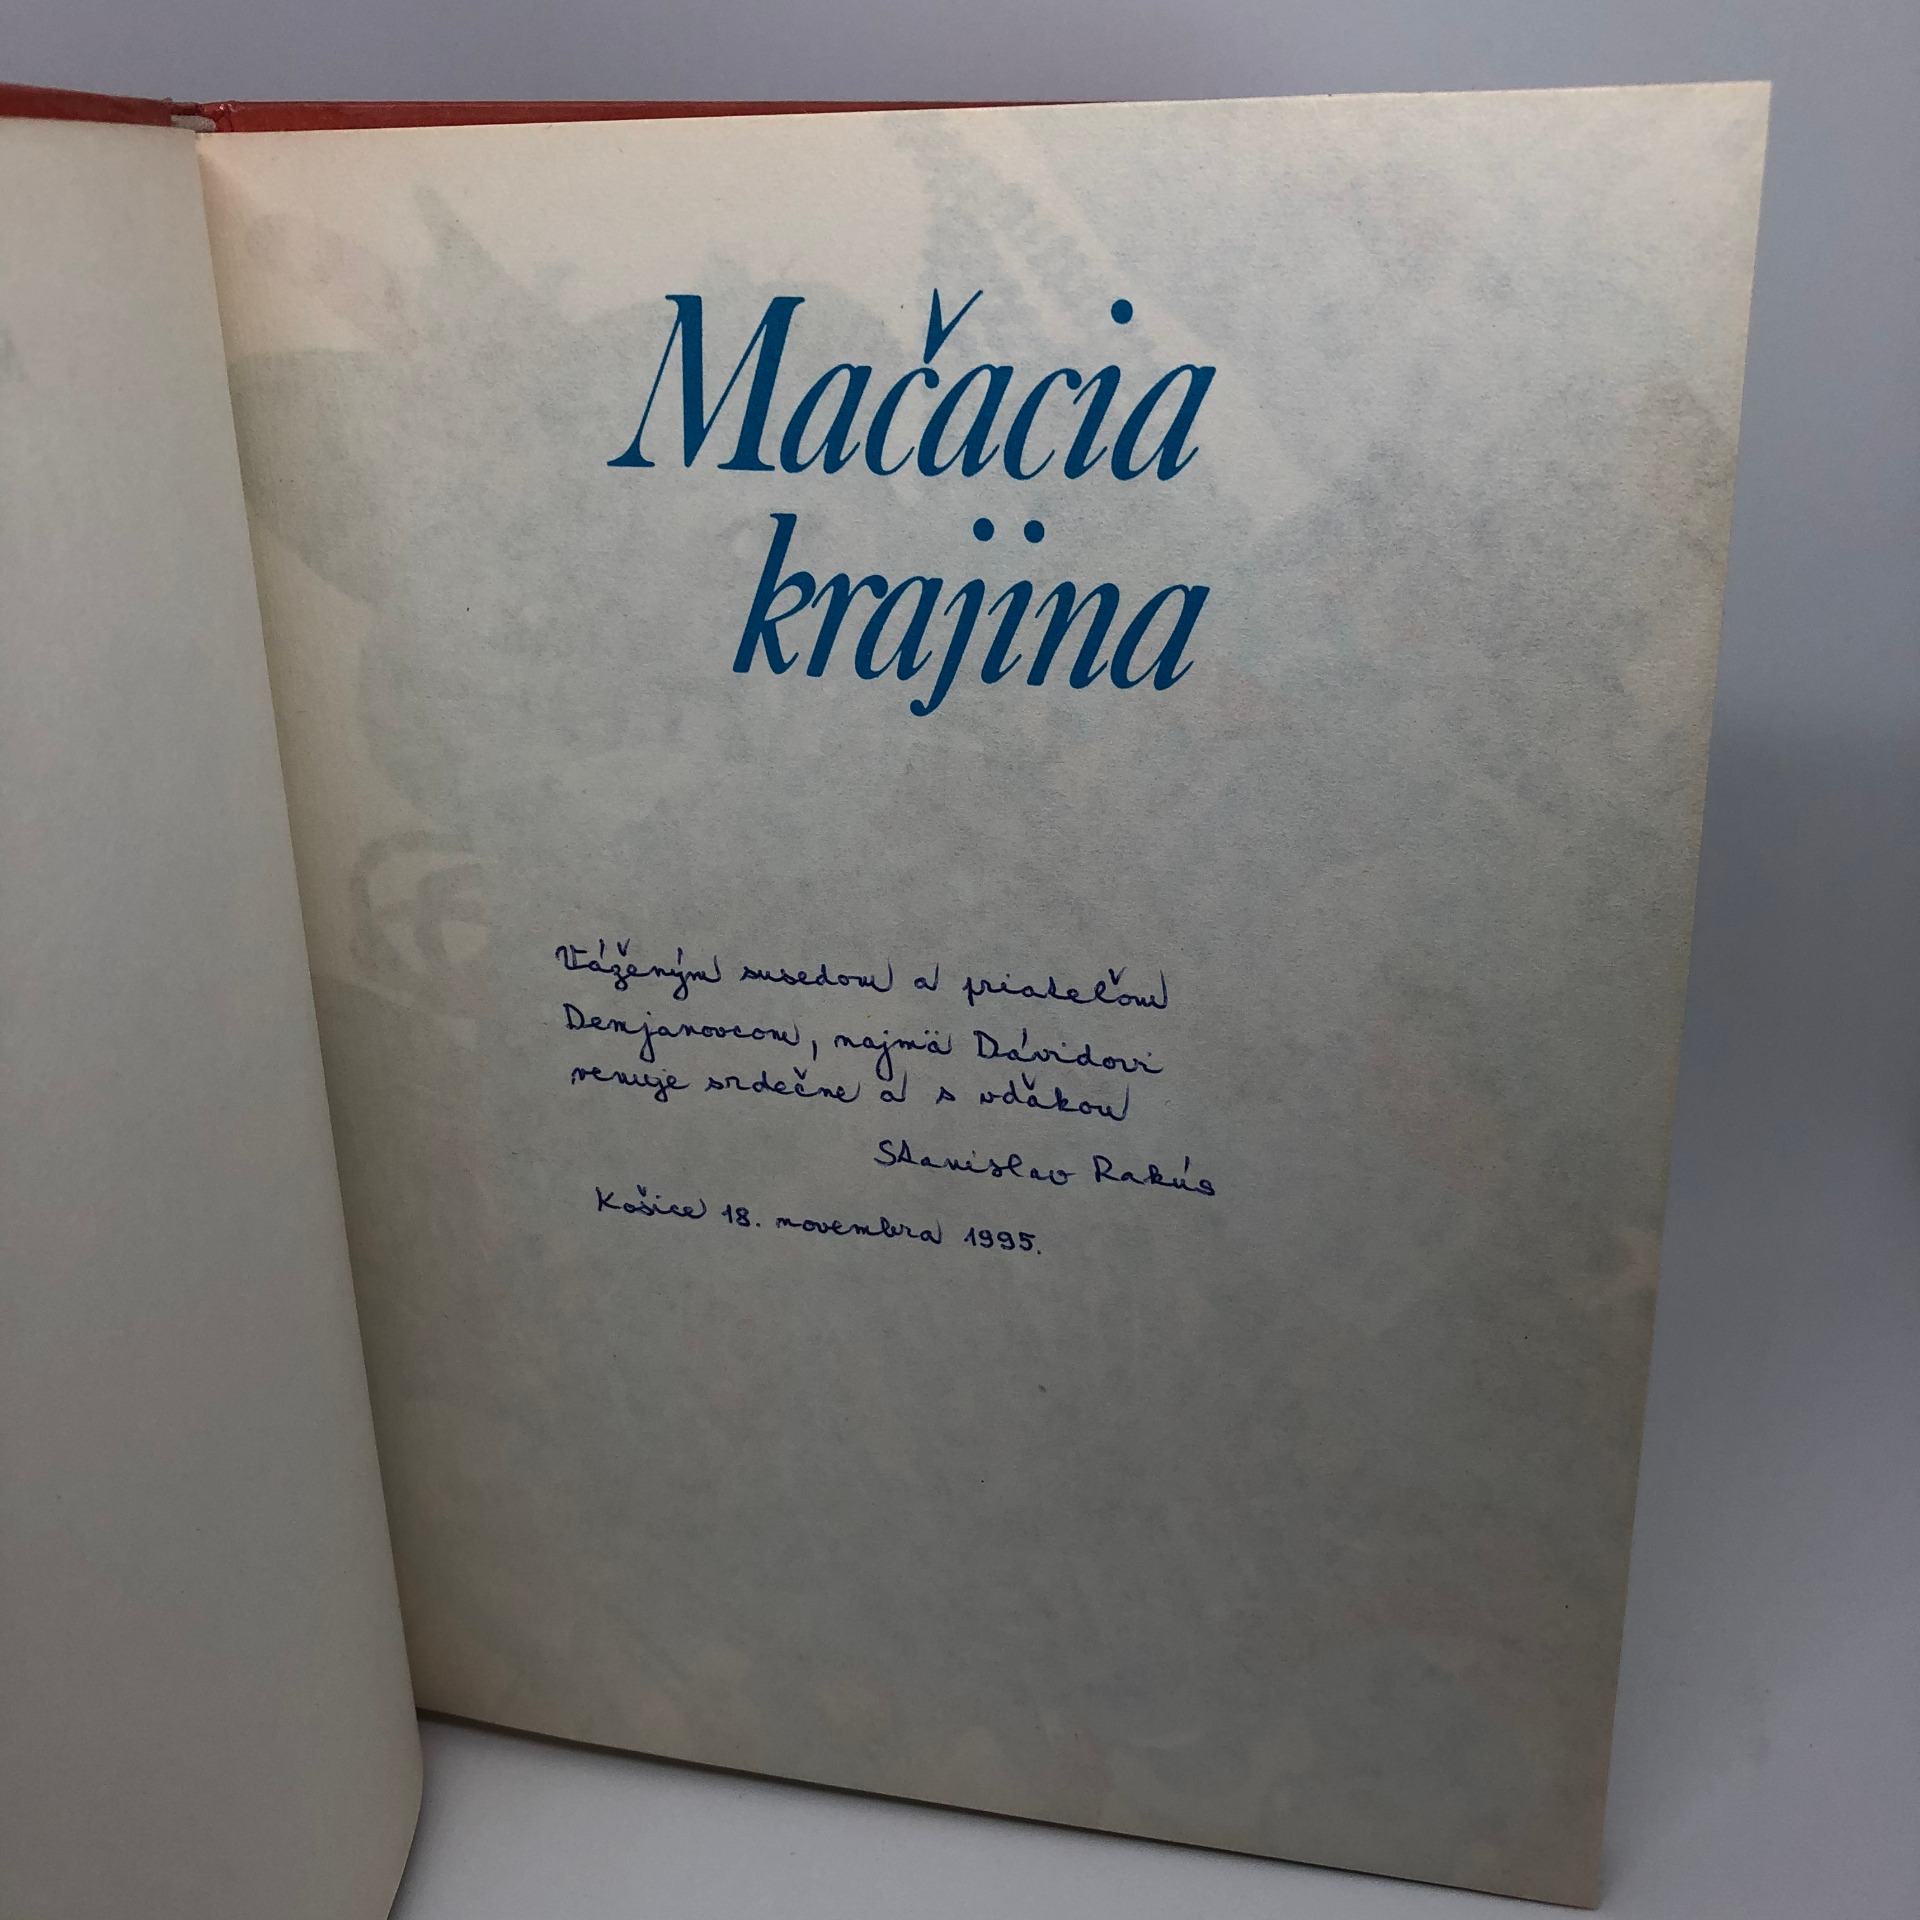 Mačacia
krajina
Váženým susedom a priateľom
Demjanovcom, najmä Dávidovi
venuje srdečne a s vďakou
Stanislav Rakús
Košice 18. novembra 1995.